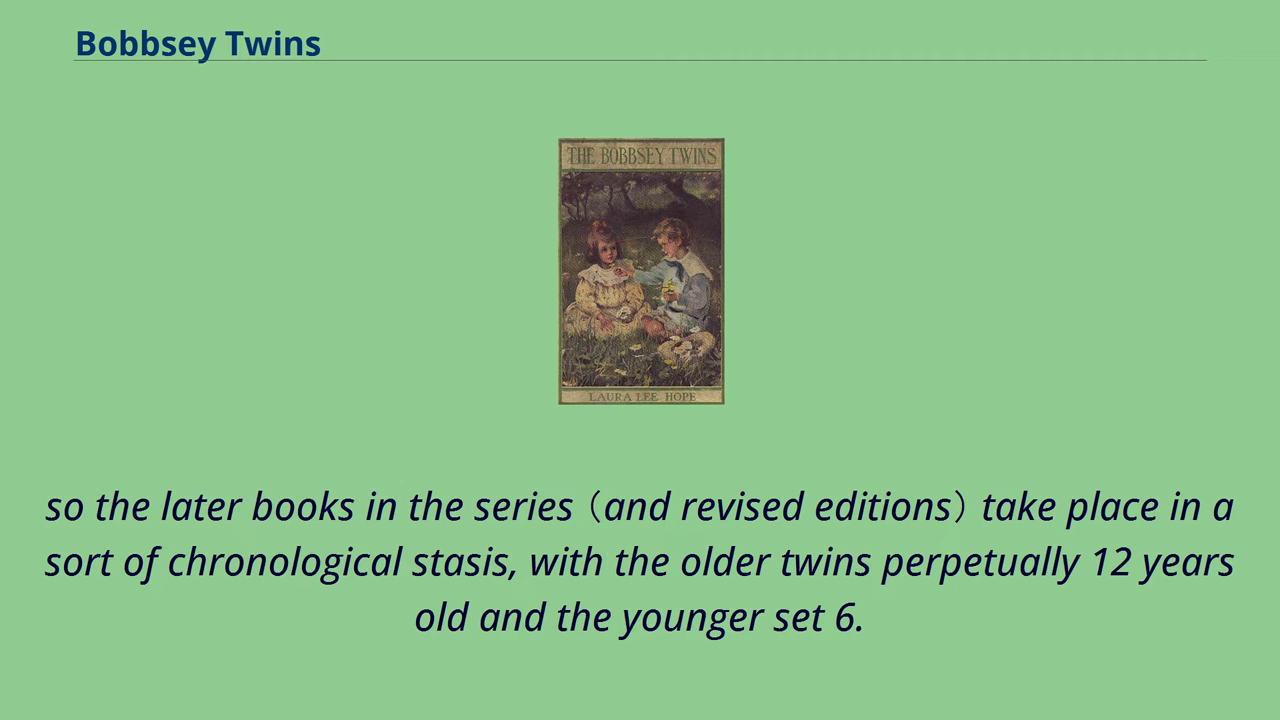 Bobbsey Twins
THE BOBBSEY TWINS
LAURA LEE HOPE
so the later books in the series（and revised editions）take place in a
sort of chronological stasis, with the older twins perpetually 12 years
old and the younger set 6.